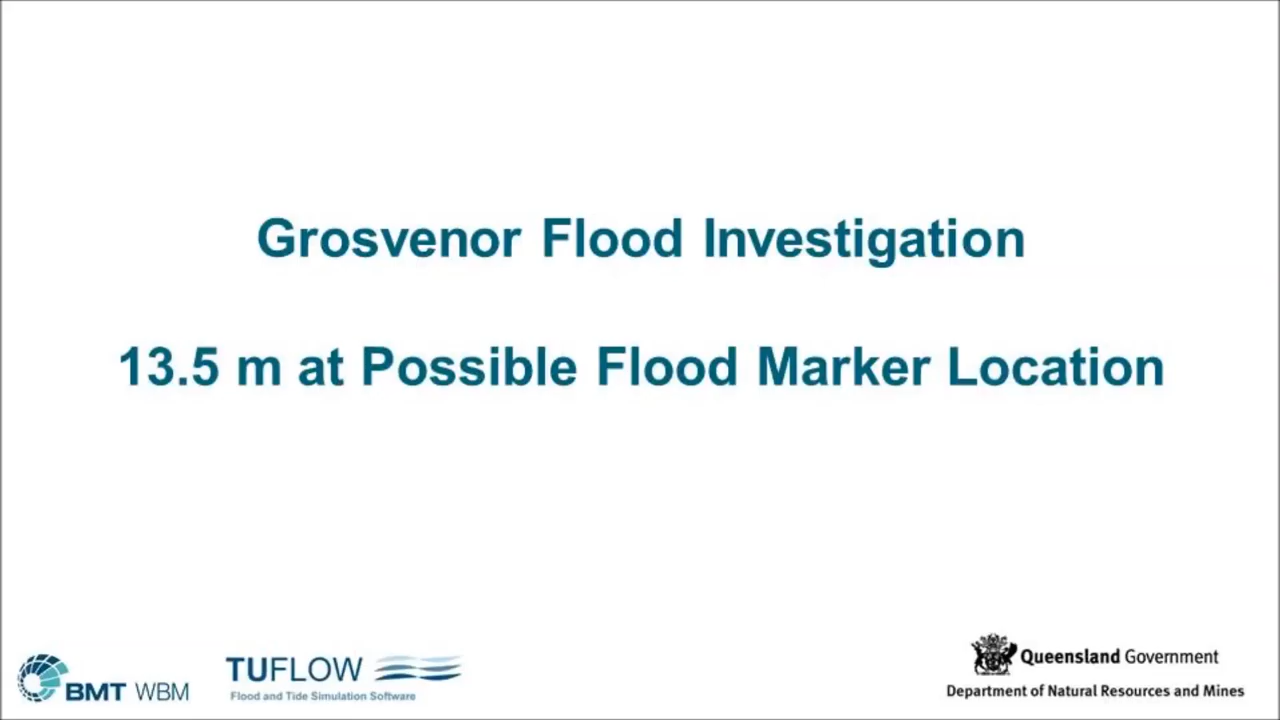 Grosvenor Flood Investigation
13.5 m at Possible Flood Marker Location
BMT WBM
TUFLOW
Flood and Tide Simulation Software
Queensland Government
Department of Natural Resources and Mines